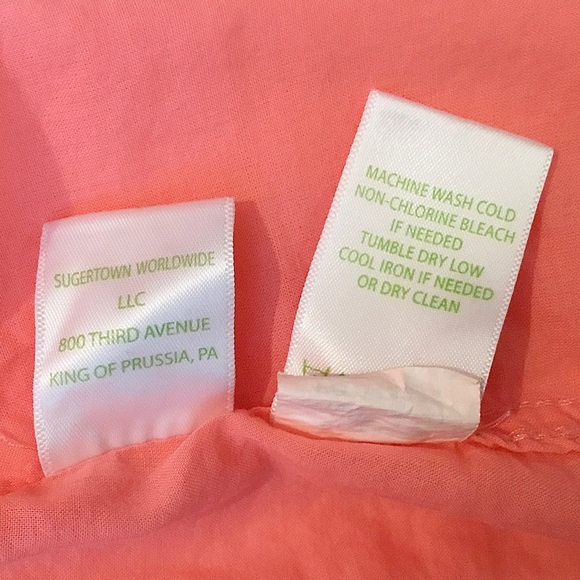 SUGERTOWN WORLDWIDE
LLC
800 THIRD AVENUE
KING OF PRUSSIA, PA
MACHINE WASH COLD
NON-CHLORINE BLEACH
IF NEEDED
TUMBLE DRY LOW
COOL IRON IF NEEDED
OR DRY CLEAN